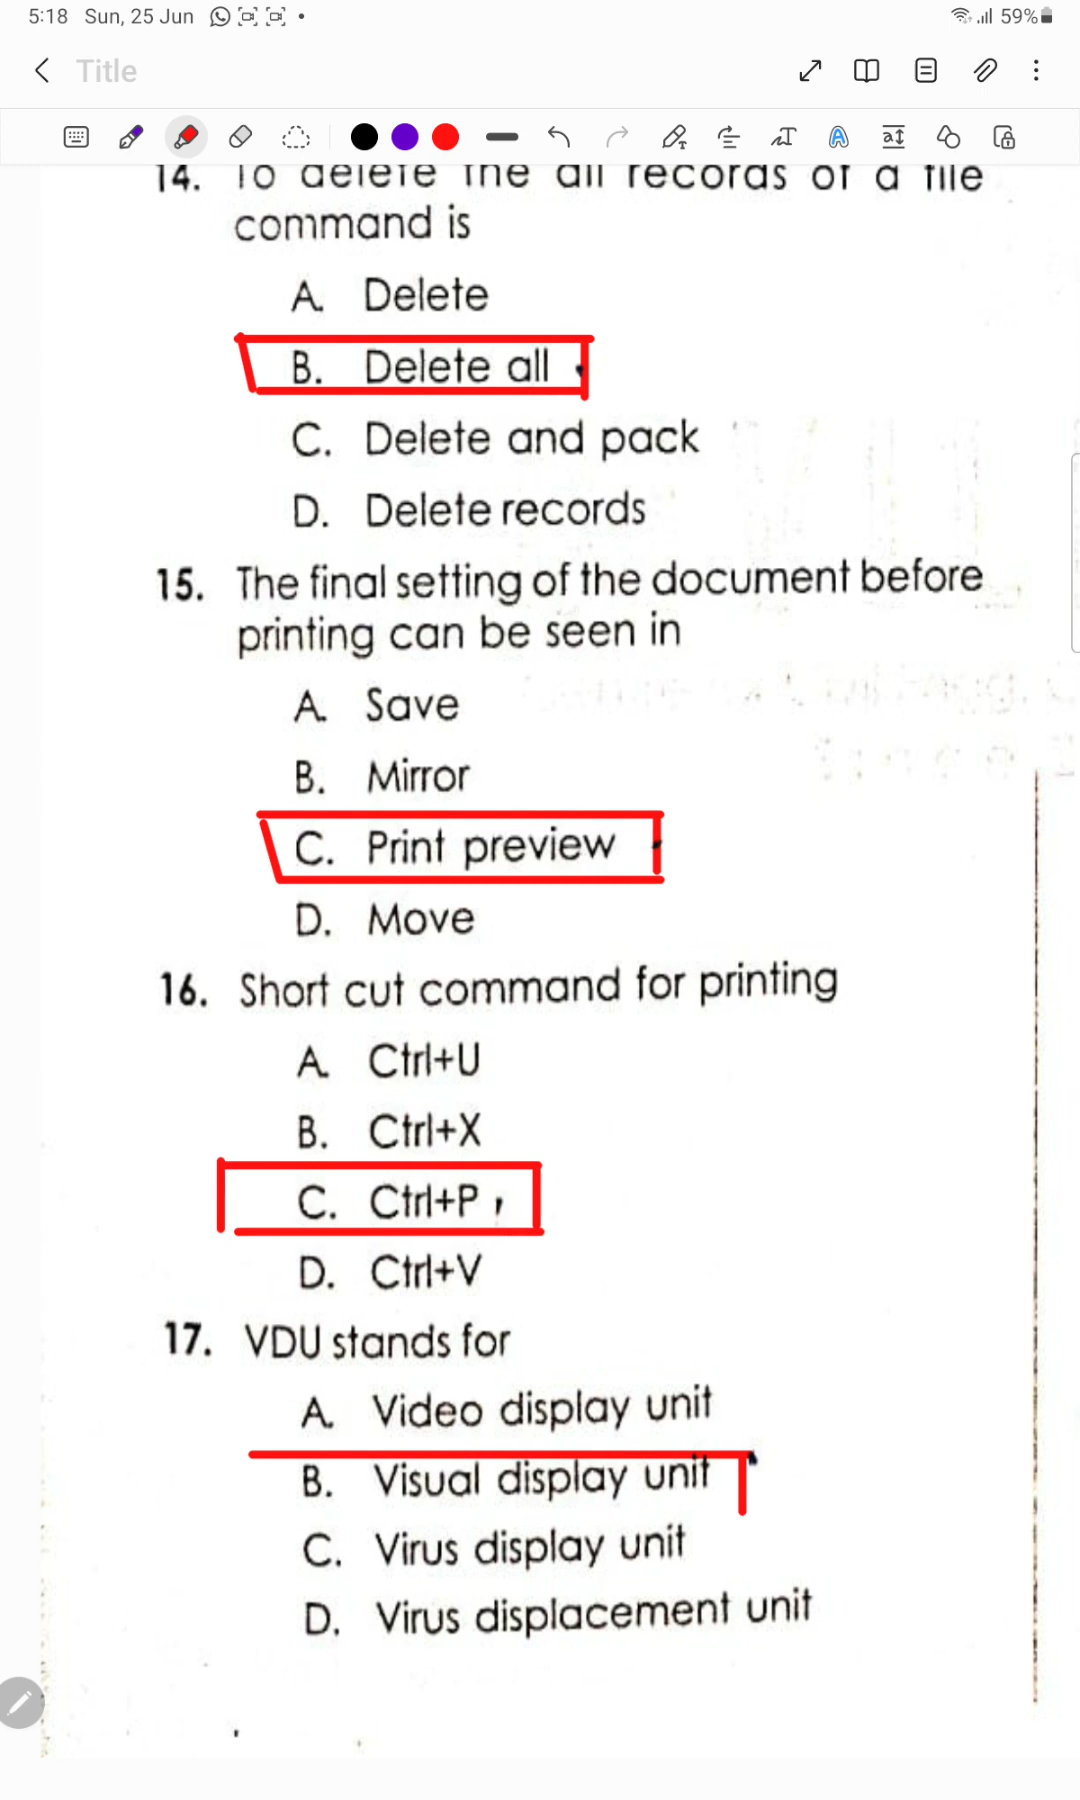 5:18 Sun, 25 Jun
59%
Title
14. To delete the all records of a file
command is
A. Delete
B. Delete all
C. Delete and pack
D. Delete records
15. The final setting of the document before
printing can be seen in
A. Save
B. Mirror
C. Print preview
D. Move
16. Short cut command for printing
A. Ctrl+U
B. Ctrl+X
C. Ctrl+P
D. Ctrl+V
17. VDU stands for
A. Video display unit
B. Visual display unit
C. Virus display unit
D. Virus displacement unit